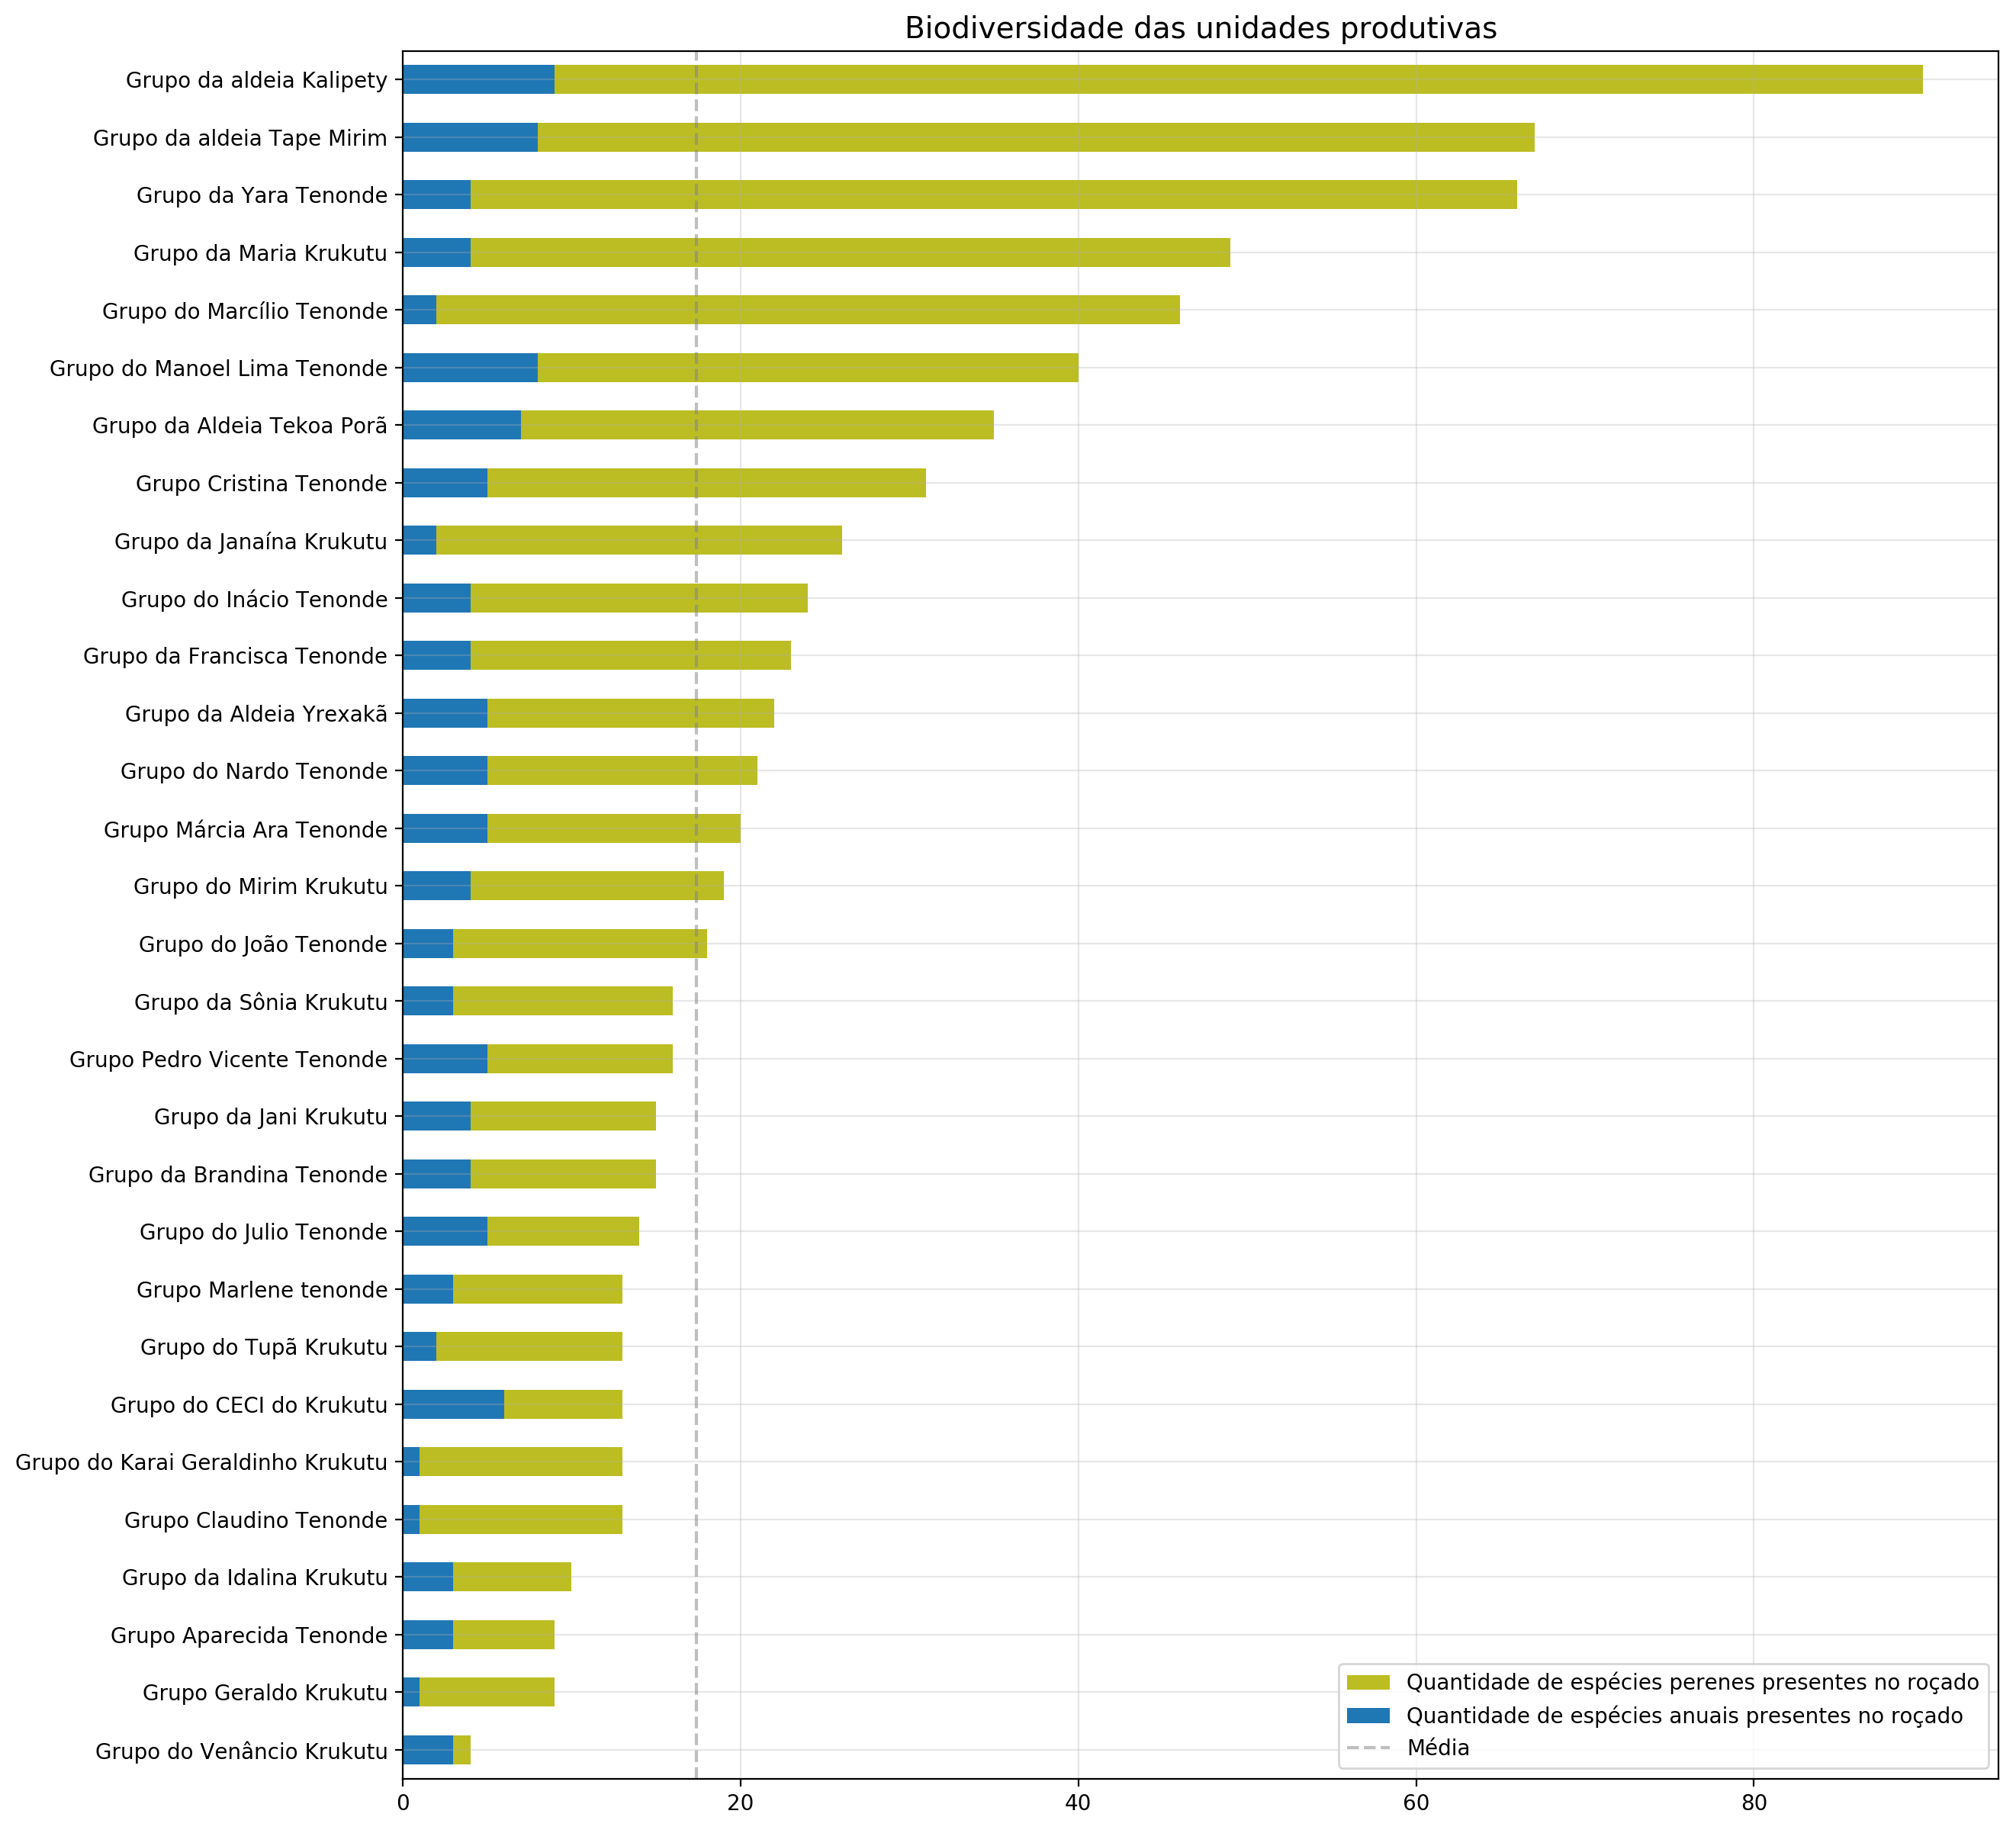 Biodiversidade das unidades produtivas
Grupo da aldeia Kalipety
Grupo da aldeia Tape Mirim
Grupo da Yara Tenonde
Grupo da Maria Krukutu
Grupo do Marcílio Tenonde
Grupo do Manoel Lima Tenonde
Grupo da Aldeia Tekoa Porã
Grupo Cristina Tenonde
Grupo da Janaína Krukutu
Grupo do Inácio Tenonde
Grupo da Francisca Tenonde
Grupo da Aldeia Yrexakã
Grupo do Nardo Tenonde
Grupo Márcia Ara Tenonde
Grupo do Mirim Krukutu
Grupo do João Tenonde
Grupo da Sônia Krukutu
Grupo Pedro Vicente Tenonde
Grupo da Jani Krukutu
Grupo da Brandina Tenonde
Grupo do Julio Tenonde
Grupo Marlene tenonde
Grupo do Tupã Krukutu
Grupo do CECI do Krukutu
Grupo do Karai Geraldinho Krukutu
Grupo Claudino Tenonde
Grupo da Idalina Krukutu
Grupo Aparecida Tenonde
Grupo Geraldo Krukutu
Grupo do Venâncio Krukutu
Quantidade de espécies perenes presentes no roçado
Quantidade de espécies anuais presentes no roçado
Média
0 20 40 60 80